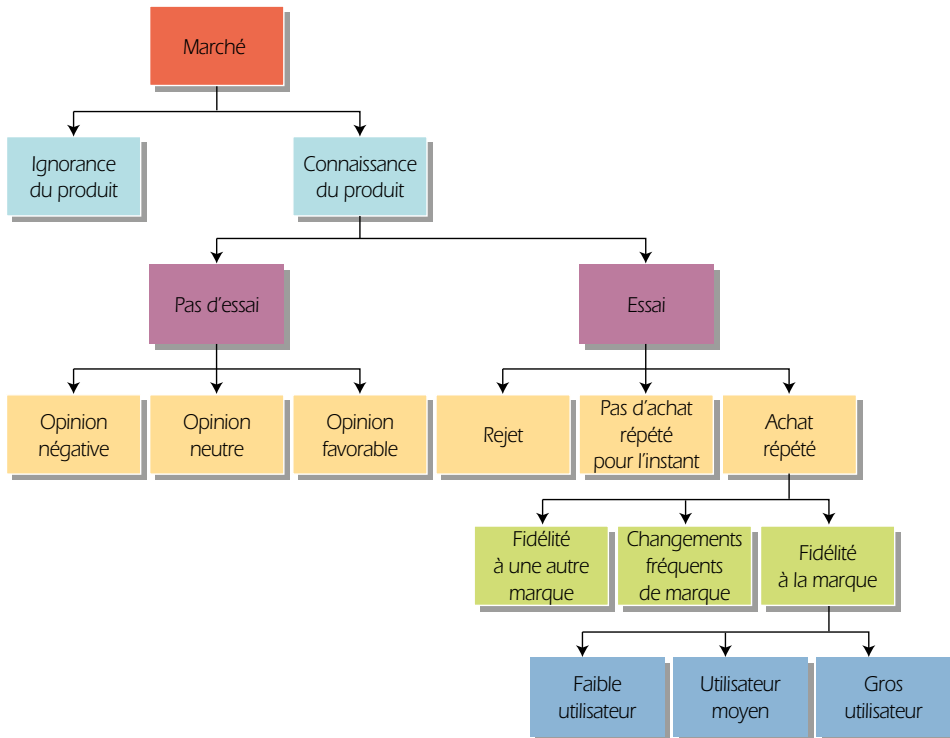 Marché
Ignorance
du produit
Connaissance
du produit
Pas d'essai
Essai
Opinion
négative
Opinion
neutre
Opinion
favorable
Rejet
Pas d'achat
répété
pour l'instant
Achat
répété
Fidélité
à une autre
marque
Changements
fréquents
de marque
Fidélité
à la marque
Faible
utilisateur
Utilisateur
moyen
Gros
utilisateur